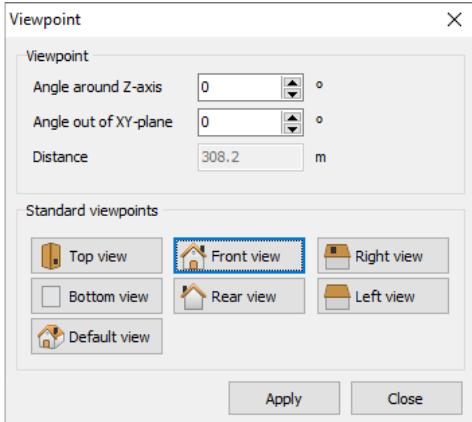 Viewpoint
Viewpoint
Angle around Z-axis 0 °
Angle out of XY-plane 0 °
Distance 308.2 m
Standard viewpoints
Top view Front view Right view
Bottom view Rear view Left view
Default view
Apply Close